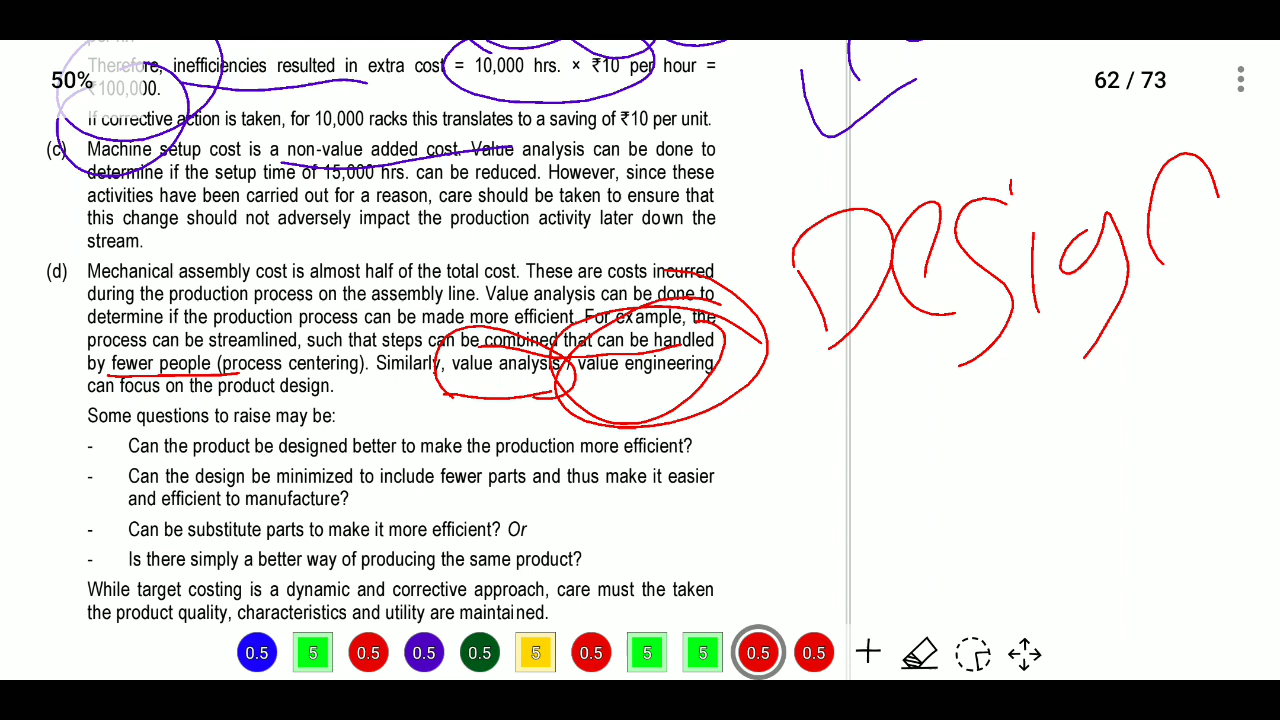 Therefore, inefficiencies resulted in extra cost = 10,000 hrs. × ₹10 per hour =
50% ₹100,000.
62 / 73
If corrective action is taken, for 10,000 racks this translates to a saving of ₹10 per unit.
(c) Machine setup cost is a non-value added cost. Value analysis can be done to
determine if the setup time of 15,000 hrs. can be reduced. However, since these
activities have been carried out for a reason, care should be taken to ensure that
this change should not adversely impact the production activity later down the
stream.
Design
(d) Mechanical assembly cost is almost half of the total cost. These are costs incurred
during the production process on the assembly line. Value analysis can be done to
determine if the production process can be made more efficient. For example, the
process can be streamlined, such that steps can be combined that can be handled
by fewer people (process centering). Similarly, value analysis / value engineering
can focus on the product design.
Some questions to raise may be:
- Can the product be designed better to make the production more efficient?
- Can the design be minimized to include fewer parts and thus make it easier
and efficient to manufacture?
- Can be substitute parts to make it more efficient? Or
- Is there simply a better way of producing the same product?
While target costing is a dynamic and corrective approach, care must the taken
the product quality, characteristics and utility are maintained.
0.5 5 0.5 0.5 0.5 5 0.5 5 5 0.5 0.5